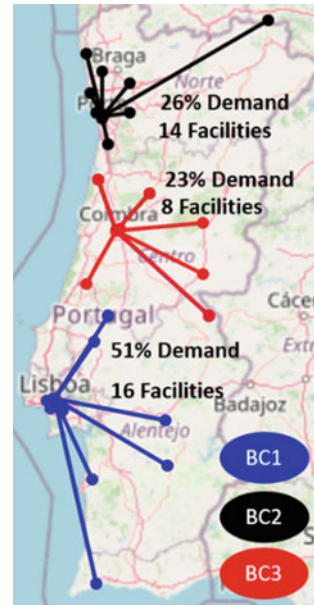 Braga
Norte
26% Demand
14 Facilities
23% Demand
Coimbra
8 Facilities
Centro
Các
Portugal
51% Demand
Extr
Lisboa
16 Facilities
Badajoz
Alentejo
BC1
BC2
BC3